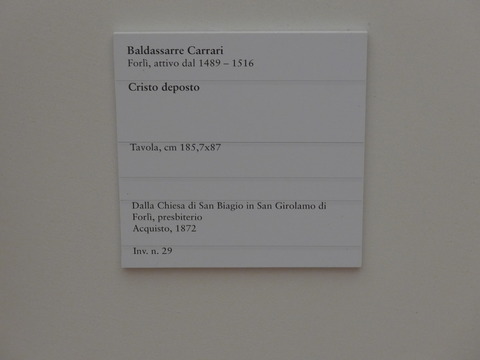 Baldassarre Carrari
Forlì, attivo dal 1489 – 1516
Cristo deposto
Tavola, cm 185,7x87
Dalla Chiesa di San Biagio in San Girolamo di
Forlì, presbiterio
Acquisto, 1872
Inv. n. 29